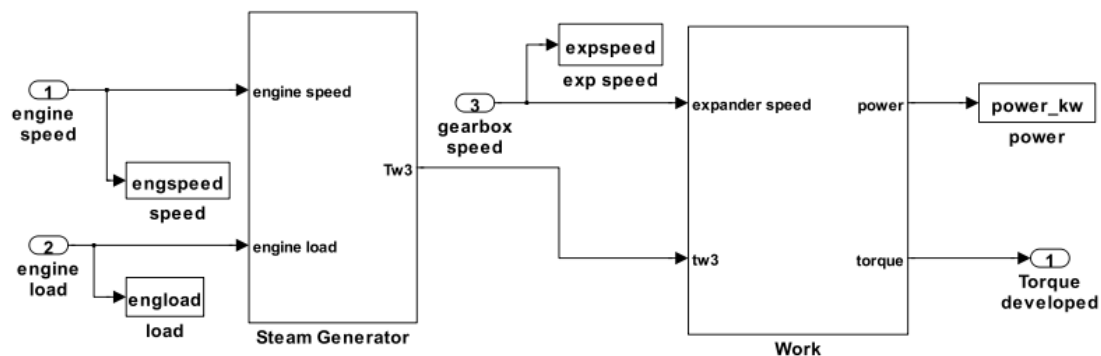 1
engine
speed
engspeed
speed
2
engine
load
engload
load
engine speed
Tw3
engine load
Steam Generator
3
gearbox
speed
expspeed
exp speed
expander speed
power
tw3
torque
Work
power_kw
power
1
Torque
developed